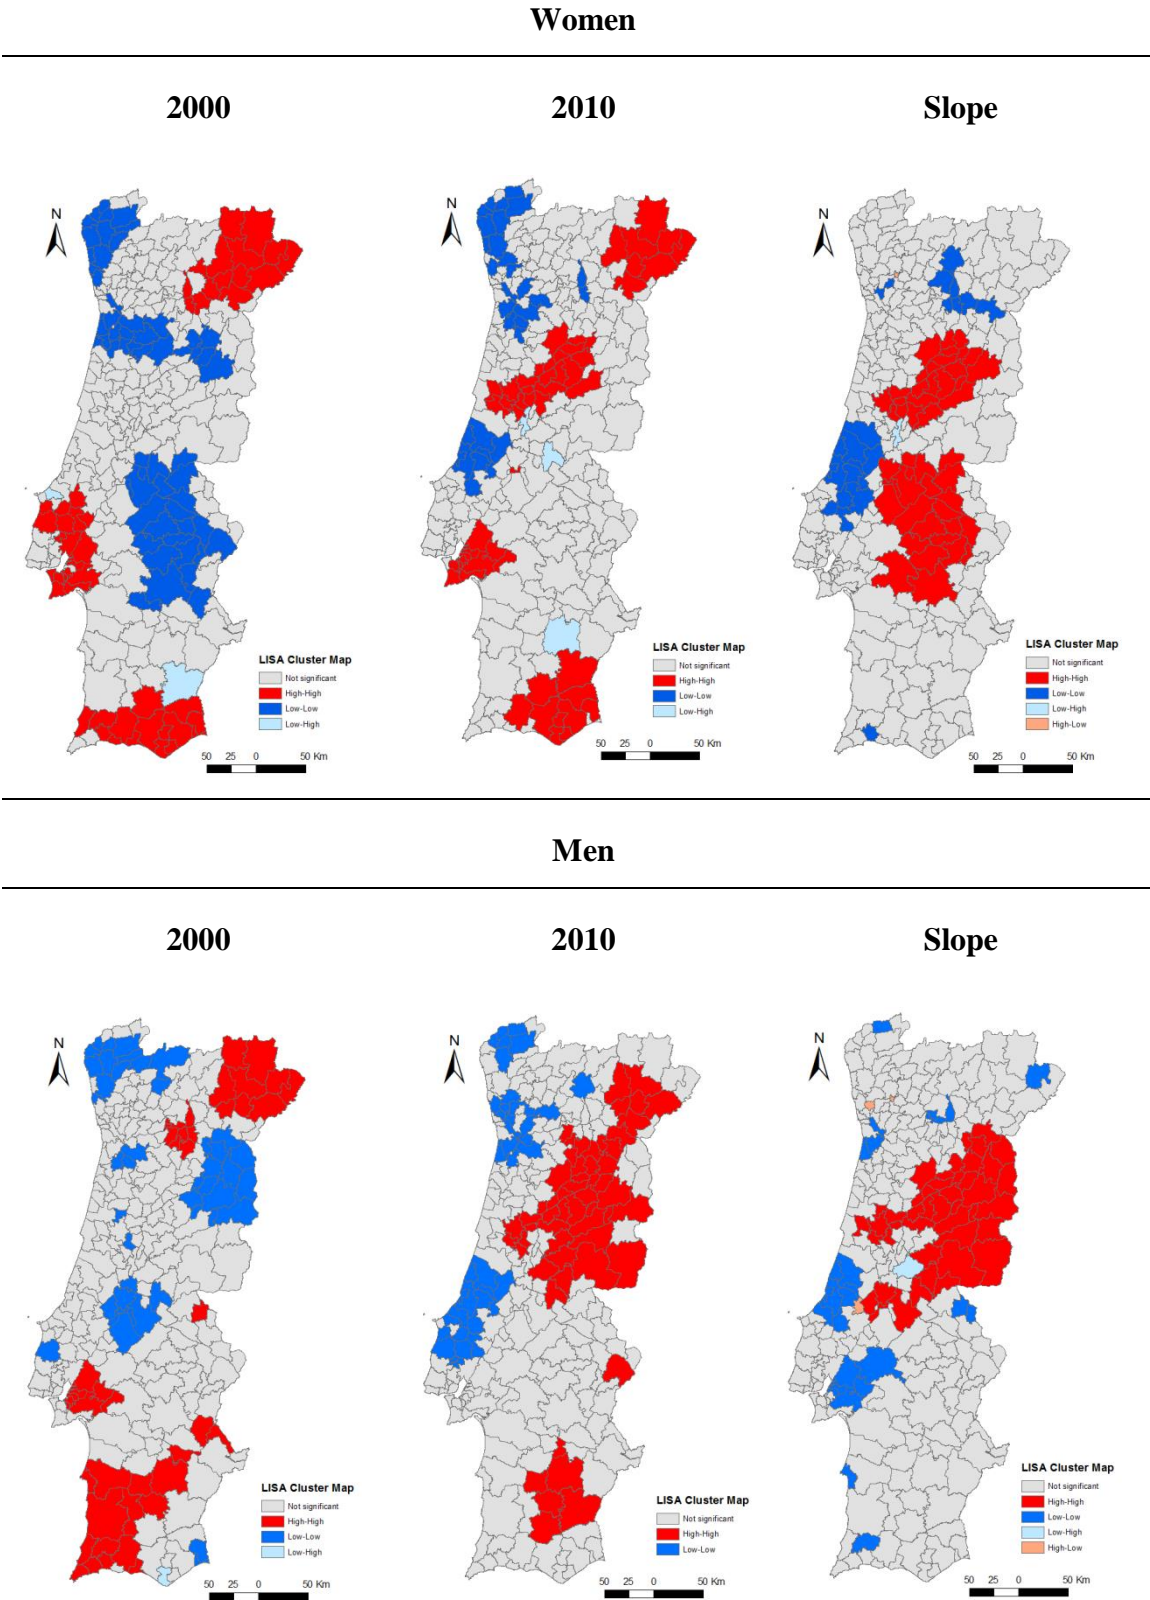 Women
2000
2010
Slope
N
LISA Cluster Map
Not significant
High-High
Low-Low
Low-High
50 25 0 50 Km
N
LISA Cluster Map
Not significant
High-High
Low-Low
Low-High
50 25 0 50 Km
N
LISA Cluster Map
Not significant
High-High
Low-Low
Low-High
High-Low
50 25 0 50 Km
Men
2000
2010
Slope
N
LISA Cluster Map
Not significant
High-High
Low-Low
Low-High
50 25 0 50 Km
N
LISA Cluster Map
Not significant
High-High
Low-Low
50 25 0 50 Km
N
LISA Cluster Map
Not significant
High-High
Low-Low
Low-High
High-Low
50 25 0 50 Km